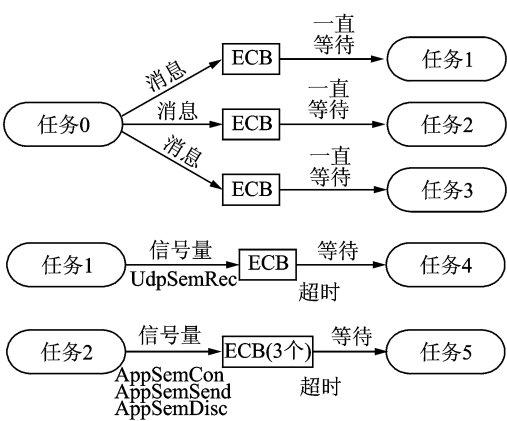 一直
等待
消息
ECB
任务1
任务0
消息
ECB
一直
等待
任务2
消息
ECB
一直
等待
任务3
任务1
信号量
UdpSemRec
ECB
等待
超时
任务4
任务2
信号量
AppSemCon
AppSemSend
AppSemDisc
ECB(3个)
等待
超时
任务5